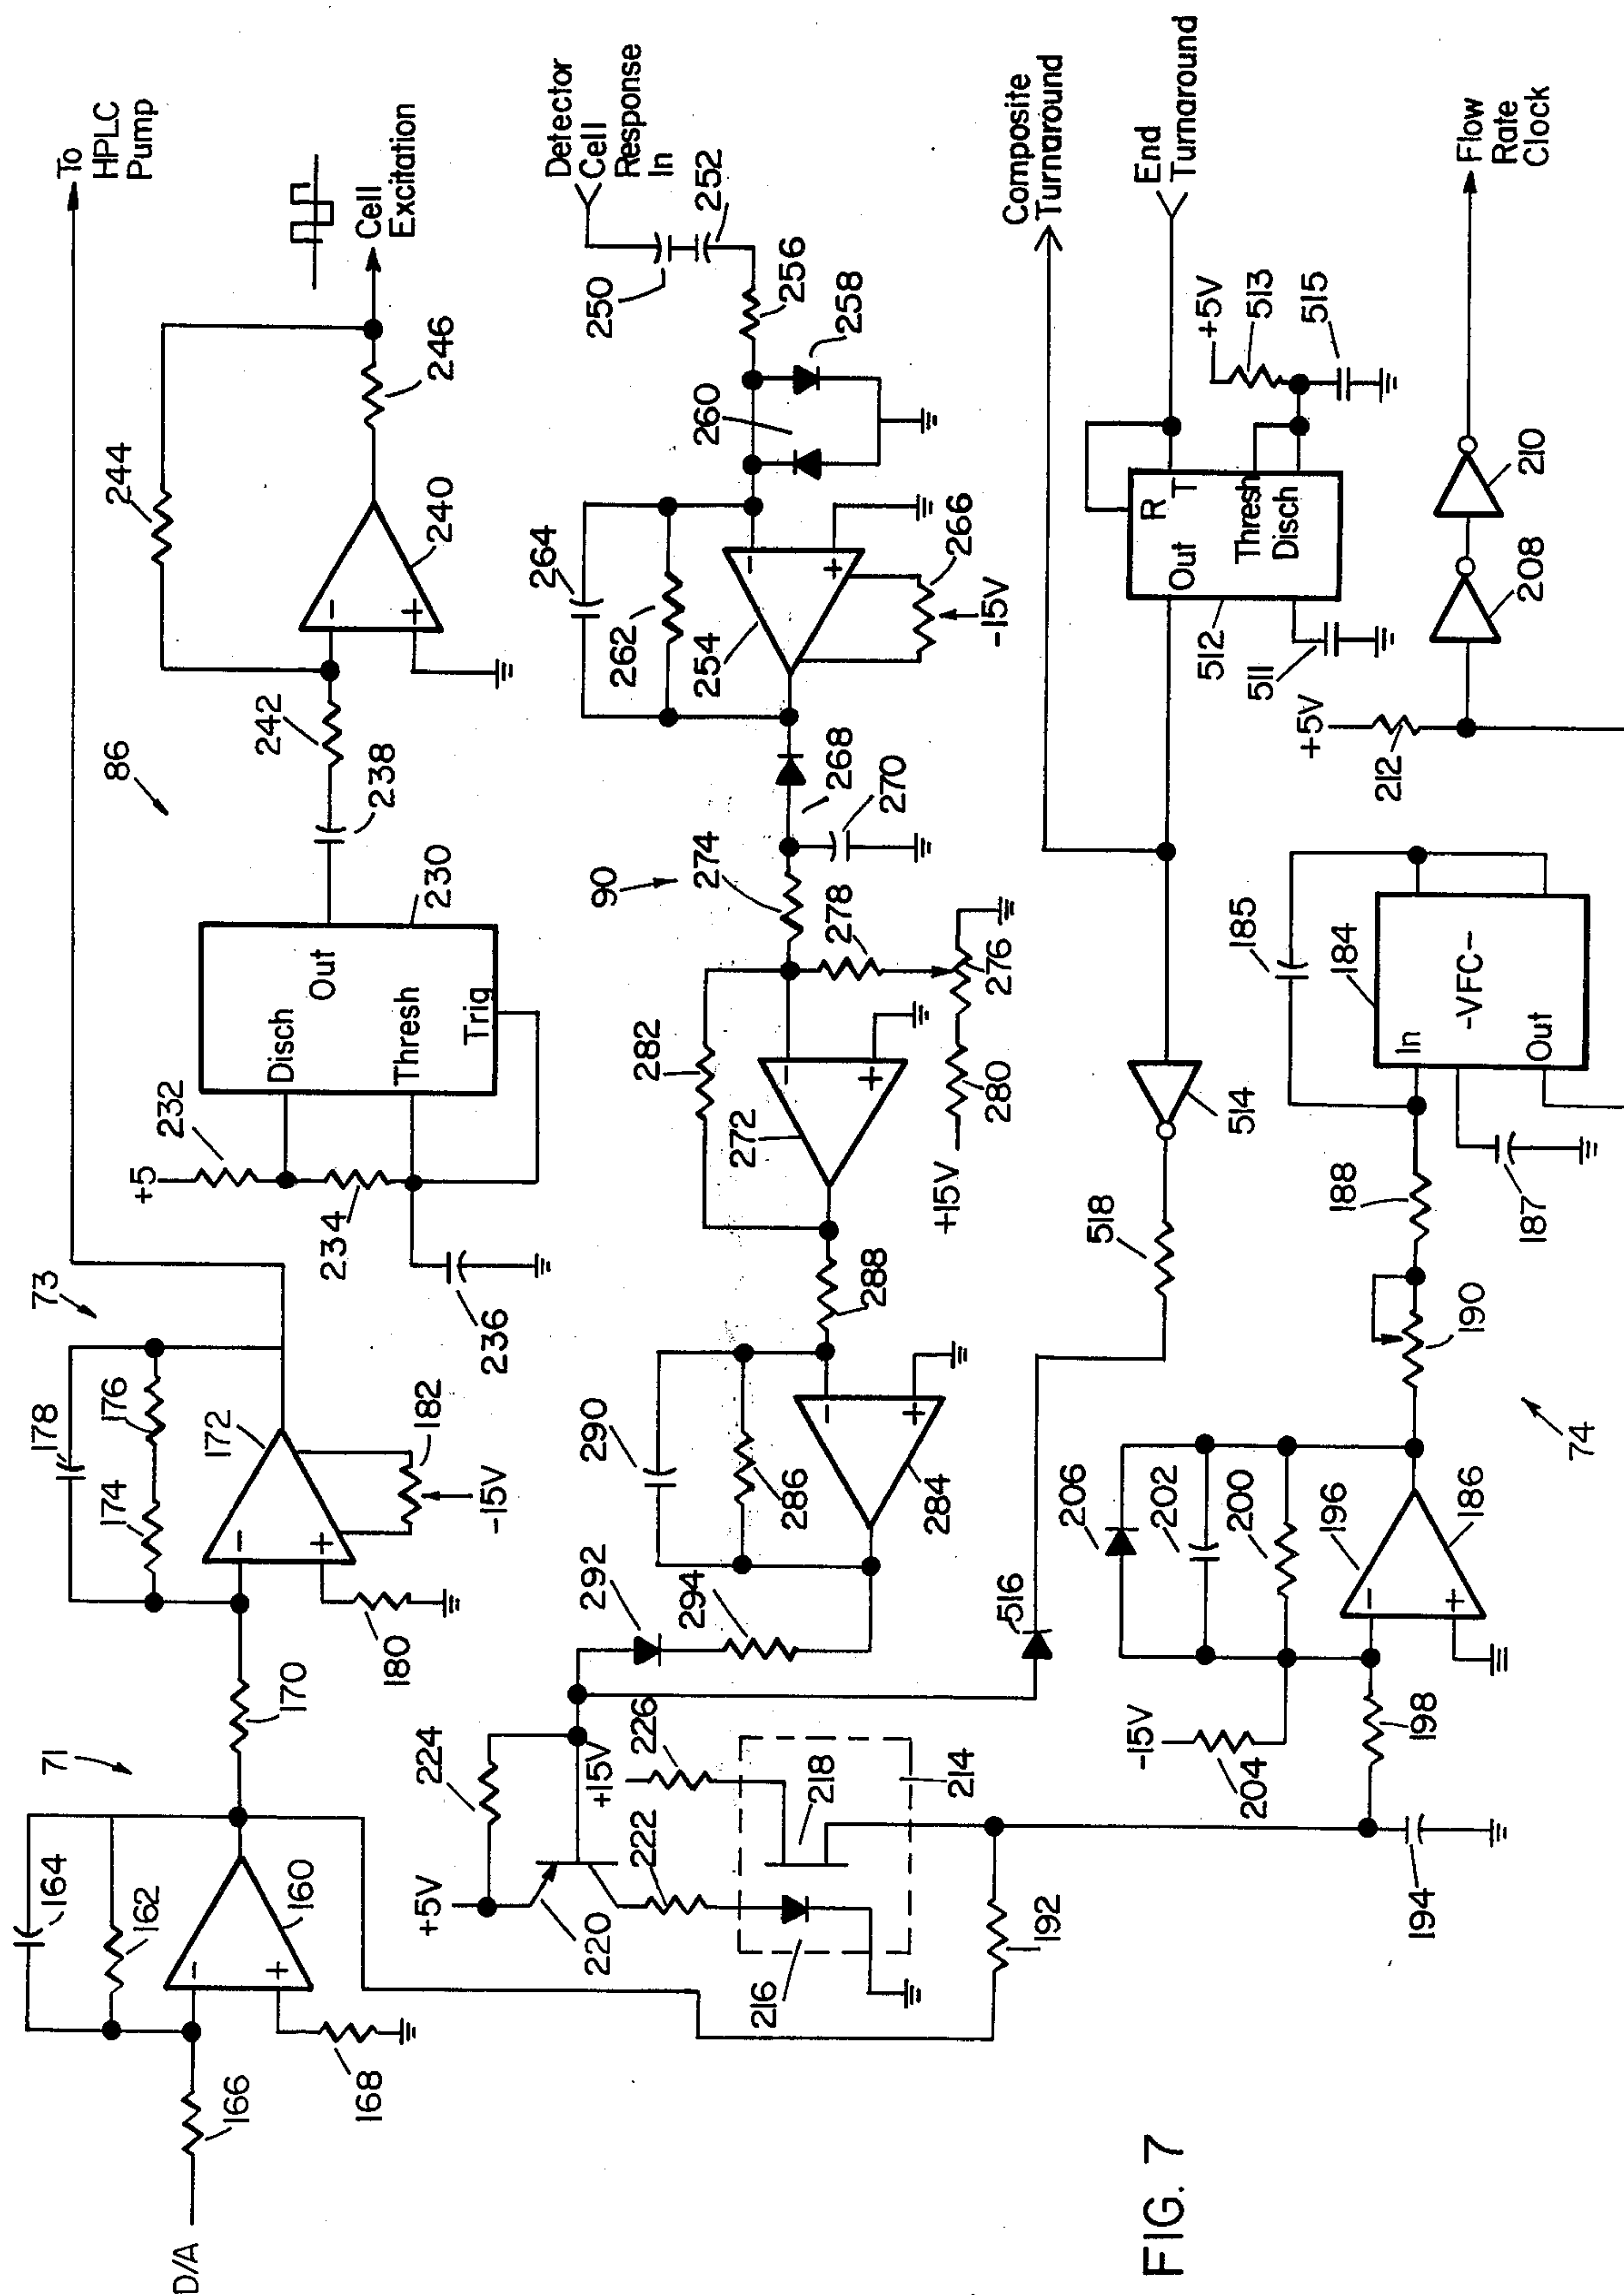 To
HPLC
Pump
Cell
Excitation
86
73
71
244
246
240
242
238
230
Disch
Out
Thresh
Trig
+5
232
234
236
178
176
174
172
182
-15V
180
170
164
162
160
166
168
D/A
-
+
-
+
-
+
Detector
Cell
Response
In
250
252
256
258
260
264
262
254
266
-15V
268
270
90
274
278
276
280
+15V
282
272
288
290
286
284
292
294
224
+5V
220
+15V
226
222
218
214
216
192
-
+
-
+
-
+
Composite
Turnaround
End
Turnaround
+5V
513
515
R
T
Out
Thresh
Disch
512
511
514
518
516
Flow
Rate
Clock
210
208
+5V
212
185
184
In
-VFC-
Out
187
188
190
74
206
202
200
196
186
-15V
204
198
194
-
+
FIG. 7